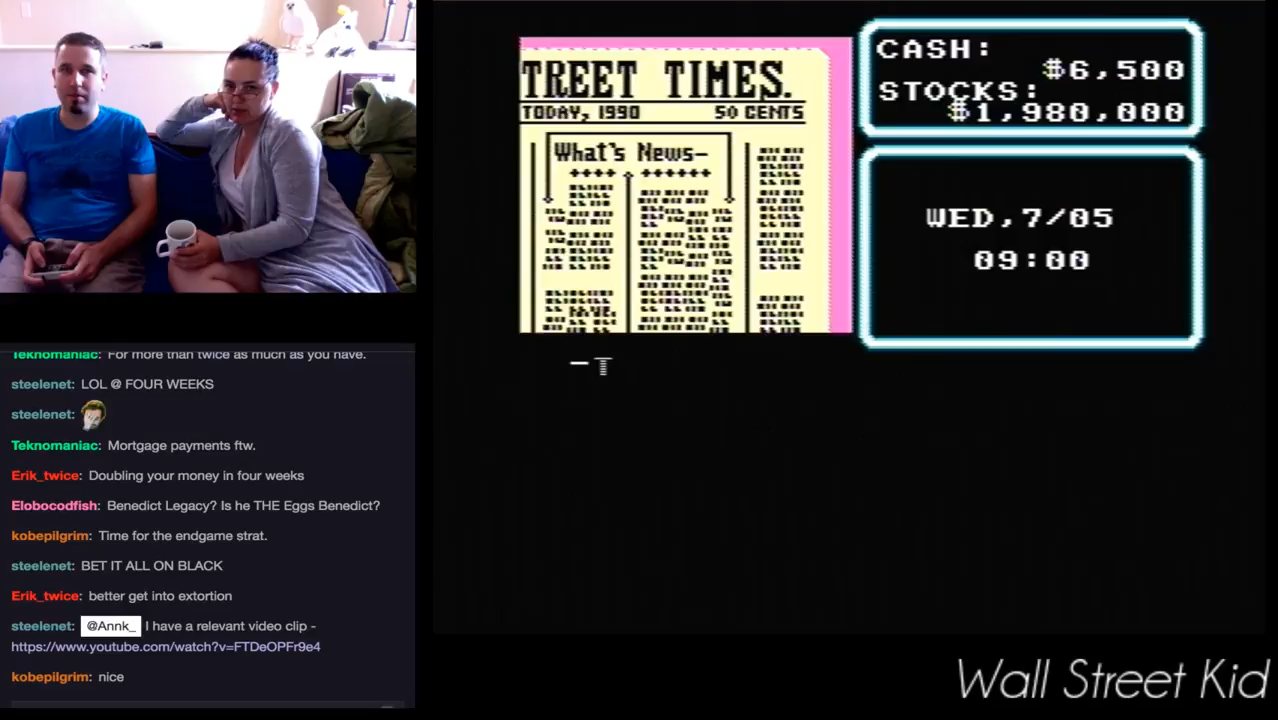 Teknomaniac: For more than twice as much as you have.
steelenet: LOL @ FOUR WEEKS
steelenet:
Teknomaniac: Mortgage payments ftw.
Erik_twice: Doubling your money in four weeks
Elobocodfish: Benedict Legacy? Is he THE Eggs Benedict?
kobepilgrim: Time for the endgame strat.
steelenet: BET IT ALL ON BLACK
Erik_twice: better get into extortion
steelenet: @Annk_ I have a relevant video clip -
https://www.youtube.com/watch?v=FTDeOPFr9e4
kobepilgrim: nice
TREET TIMES.
TODAY, 1990 50 CENTS
What's News—
—T
CASH:
$6,500
STOCKS:
$1,980,000
WED,7/05
09:00
Wall Street Kid